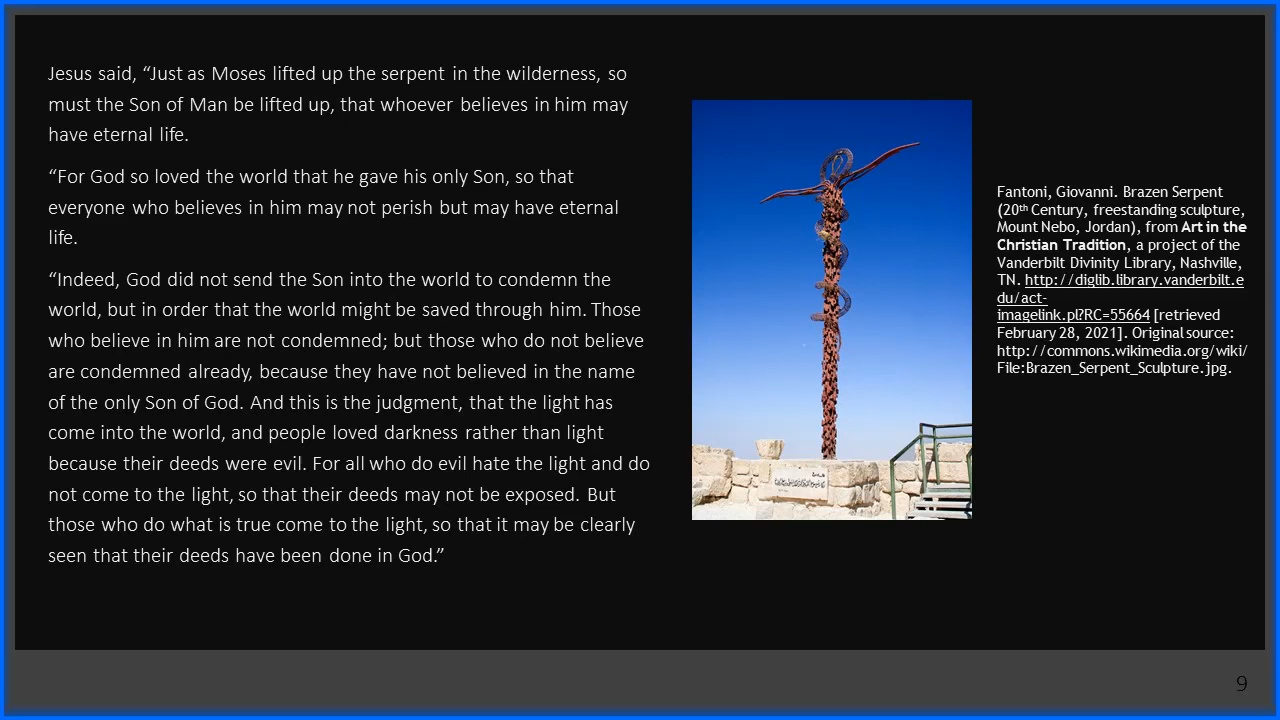 Jesus said, “Just as Moses lifted up the serpent in the wilderness, so
must the Son of Man be lifted up, that whoever believes in him may
have eternal life.
“For God so loved the world that he gave his only Son, so that
everyone who believes in him may not perish but may have eternal
life.
“Indeed, God did not send the Son into the world to condemn the
world, but in order that the world might be saved through him. Those
who believe in him are not condemned; but those who do not believe
are condemned already, because they have not believed in the name
of the only Son of God. And this is the judgment, that the light has
come into the world, and people loved darkness rather than light
because their deeds were evil. For all who do evil hate the light and do
not come to the light, so that their deeds may not be exposed. But
those who do what is true come to the light, so that it may be clearly
seen that their deeds have been done in God.”
Fantoni, Giovanni. Brazen Serpent
(20th Century, freestanding sculpture,
Mount Nebo, Jordan), from Art in the
Christian Tradition, a project of the
Vanderbilt Divinity Library, Nashville,
TN. http://diglib.library.vanderbilt.e
du/act-
imagelink.pl?RC=55664 [retrieved
February 28, 2021]. Original source:
http://commons.wikimedia.org/wiki/
File:Brazen_Serpent_Sculpture.jpg.
9